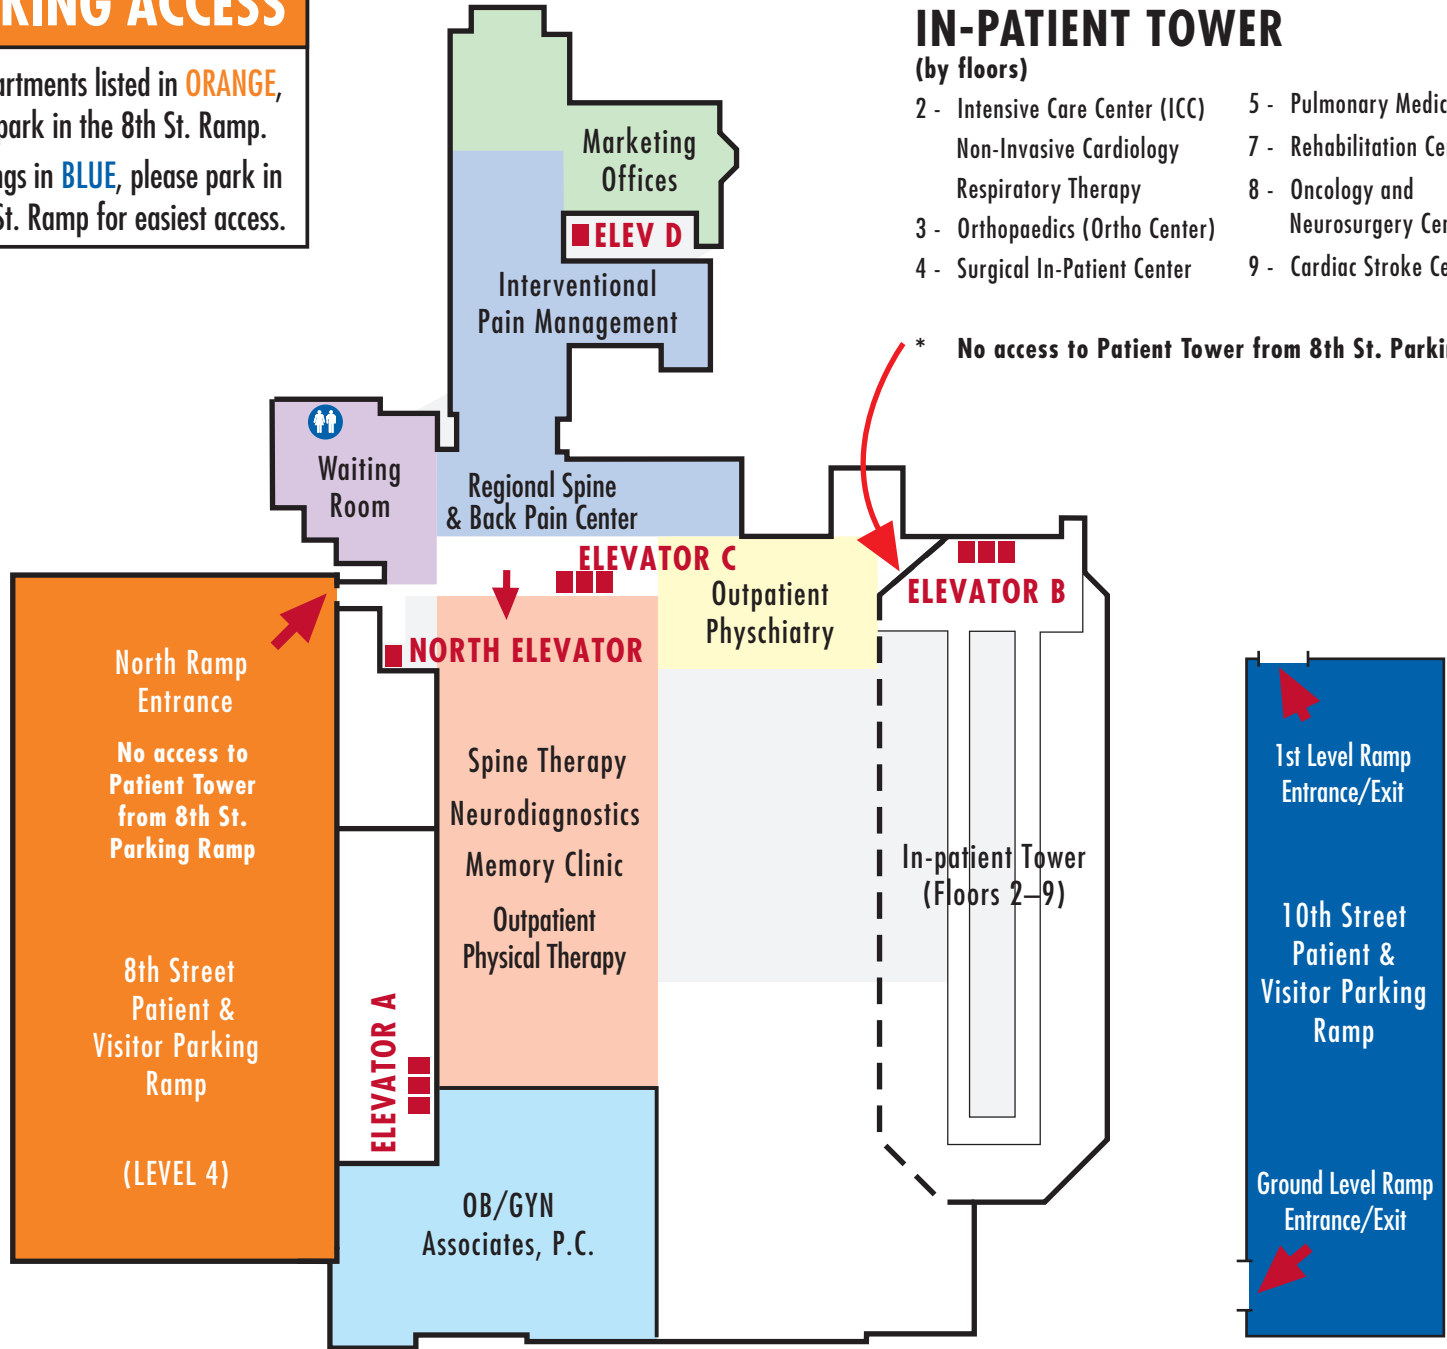 KING ACCESS
artments listed in ORANGE,
park in the 8th St. Ramp.
ngs in BLUE, please park in
St. Ramp for easiest access.
IN-PATIENT TOWER
(by floors)
2 - Intensive Care Center (ICC)
Non-Invasive Cardiology
Respiratory Therapy
3 - Orthopaedics (Ortho Center)
4 - Surgical In-Patient Center
5 - Pulmonary Medic
7 - Rehabilitation Ce
8 - Oncology and
Neurosurgery Cen
9 - Cardiac Stroke Ce
* No access to Patient Tower from 8th St. Parki
Marketing
Offices
ELEV D
Interventional
Pain Management
Waiting
Room
Regional Spine
& Back Pain Center
ELEVATOR C
Outpatient
Physchiatry
ELEVATOR B
NORTH ELEVATOR
North Ramp
Entrance
No access to
Patient Tower
from 8th St.
Parking Ramp
8th Street
Patient &
Visitor Parking
Ramp
(LEVEL 4)
Spine Therapy
Neurodiagnostics
Memory Clinic
Outpatient
Physical Therapy
ELEVATOR A
In-patient Tower
(Floors 2–9)
OB/GYN
Associates, P.C.
1st Level Ramp
Entrance/Exit
10th Street
Patient &
Visitor Parking
Ramp
Ground Level Ramp
Entrance/Exit